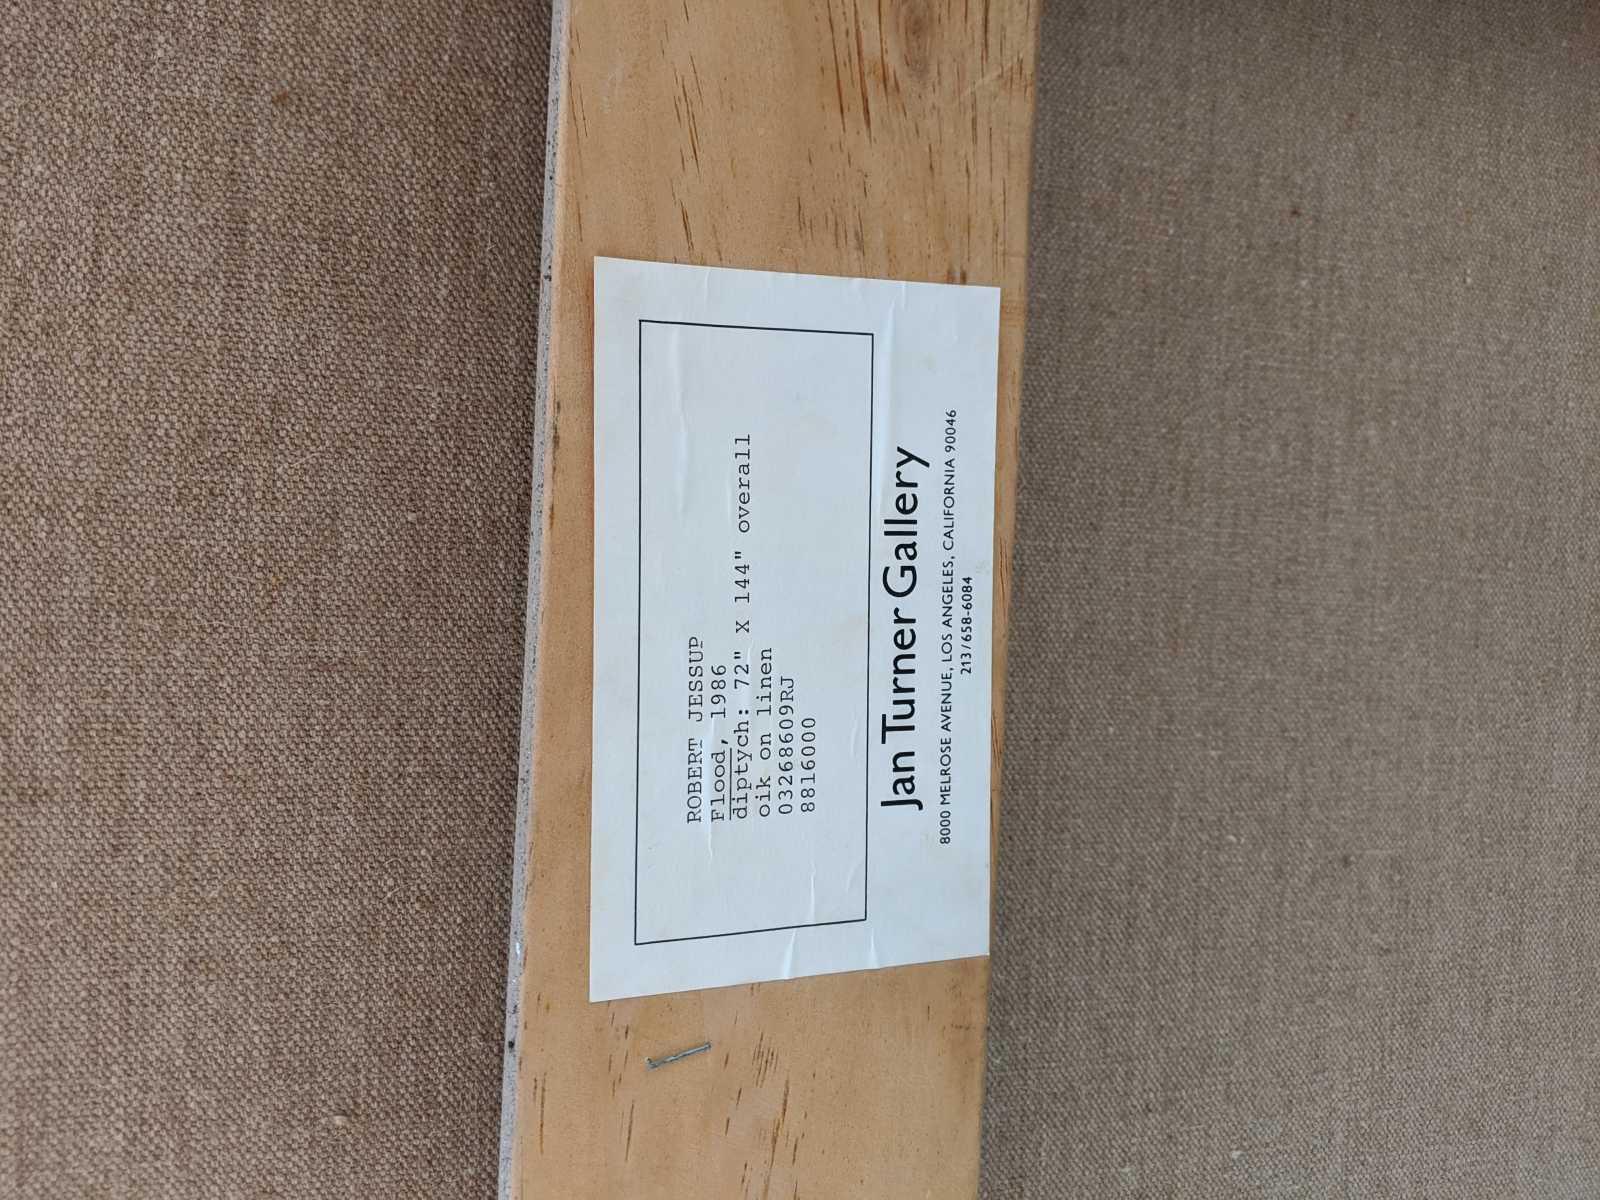 ROBERT JESSUP
Flood, 1986
diptych: 72" X 144" overall
oik on linen
03268609RJ
8816000
Jan Turner Gallery
8000 MELROSE AVENUE, LOS ANGELES, CALIFORNIA 90046
213/658-6084